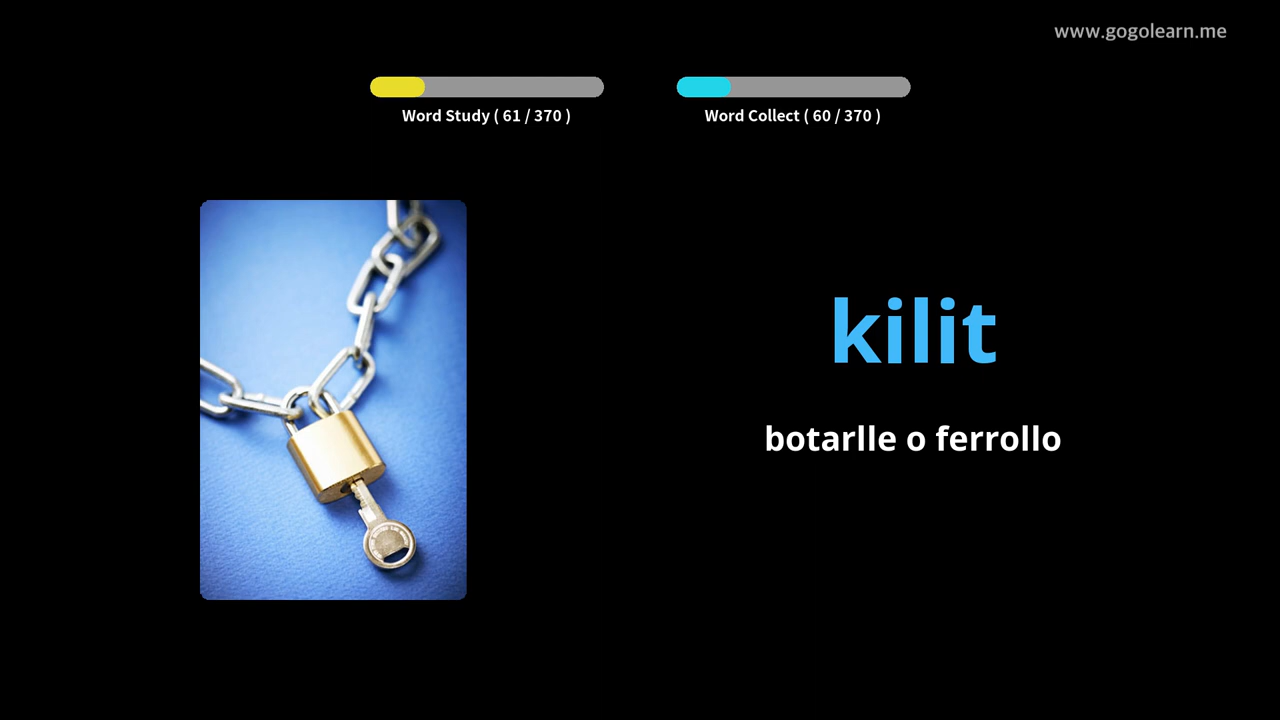 www.gogolearn.me
Word Study ( 61 / 370 )
Word Collect ( 60 / 370 )
kilit
botarlle o ferrollo